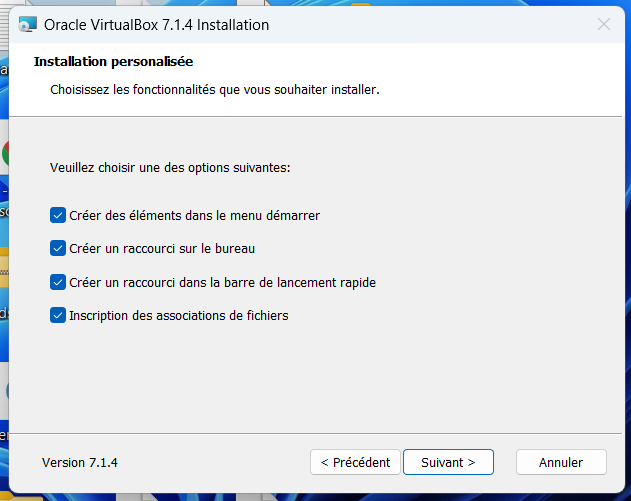 Oracle VirtualBox 7.1.4 Installation
Installation personalisée
Choisissez les fonctionnalités que vous souhaiter installer.
Veuillez choisir une des options suivantes:
Créer des éléments dans le menu démarrer
Créer un raccourci sur le bureau
Créer un raccourci dans la barre de lancement rapide
Inscription des associations de fichiers
Version 7.1.4
< Précédent
Suivant >
Annuler